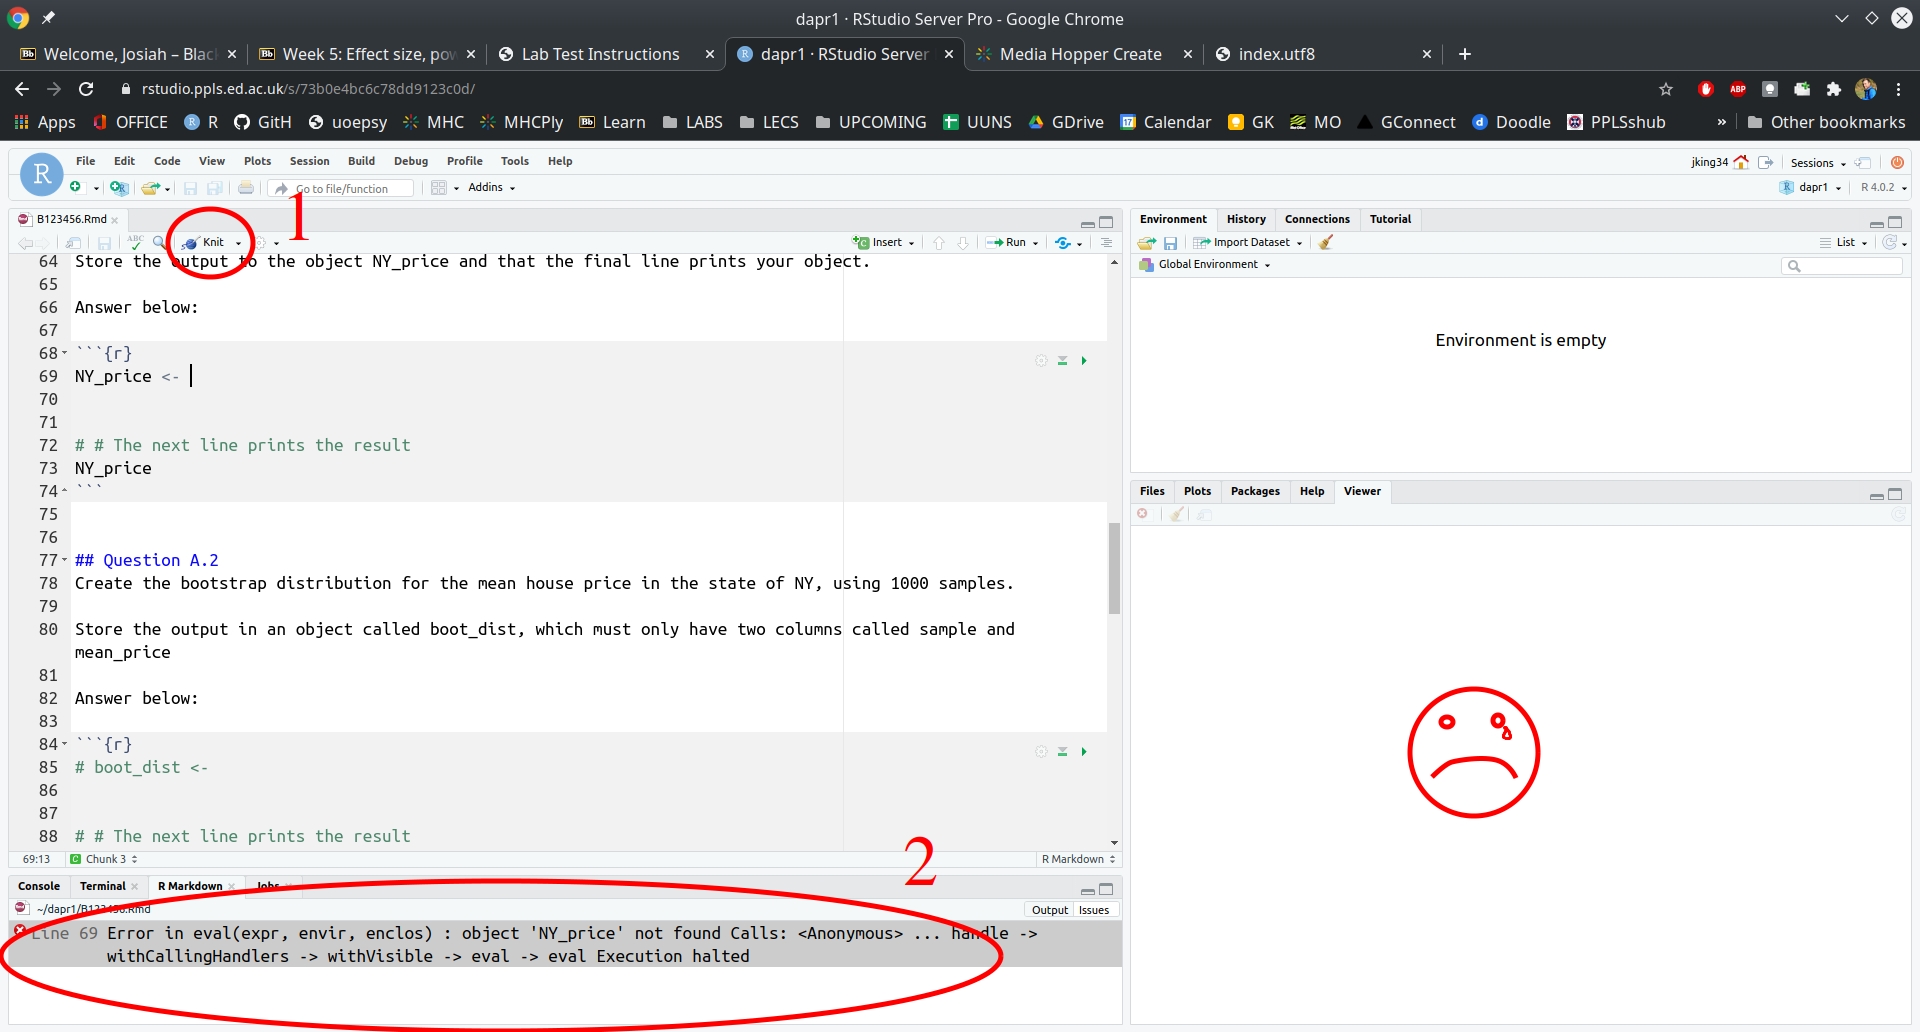 dapr1 · RStudio Server Pro - Google Chrome
Welcome, Josiah – Blac
Week 5: Effect size, pow
Lab Test Instructions
dapr1 · RStudio Server
Media Hopper Create
index.utf8
rstudio.ppls.ed.ac.uk/s/73b0e4bc6c78dd9123c0d/
Apps OFFICE R GitH uoepsy MHC MHCPly Learn LABS LECS UPCOMING UUNS GDrive Calendar GK MO GConnect Doodle PPLSshub » Other bookmarks
File Edit Code View Plots Session Build Debug Profile Tools Help
jking34 Sessions
Go to file/function Addins
dapr1 R 4.0.2
B123456.Rmd
1
Knit Insert Run
64 Store the output to the object NY_price and that the final line prints your object.
65
66 Answer below:
67
68 ```{r}
69 NY_price <-
70
71
72 # # The next line prints the result
73 NY_price
74 ```
75
76
77 ## Question A.2
78 Create the bootstrap distribution for the mean house price in the state of NY, using 1000 samples.
79
80 Store the output in an object called boot_dist, which must only have two columns called sample and
mean_price
81
82 Answer below:
83
84 ```{r}
85 # boot_dist <-
86
87
88 # # The next line prints the result
69:13 Chunk 3 R Markdown
2
Console Terminal R Markdown Jobs
~/dapr1/B123456.Rmd
Output Issues
Line 69 Error in eval(expr, envir, enclos) : object 'NY_price' not found Calls: <Anonymous> ... handle ->
withCallingHandlers -> withVisible -> eval -> eval Execution halted
Environment History Connections Tutorial
Import Dataset List
Global Environment
Environment is empty
Files Plots Packages Help Viewer